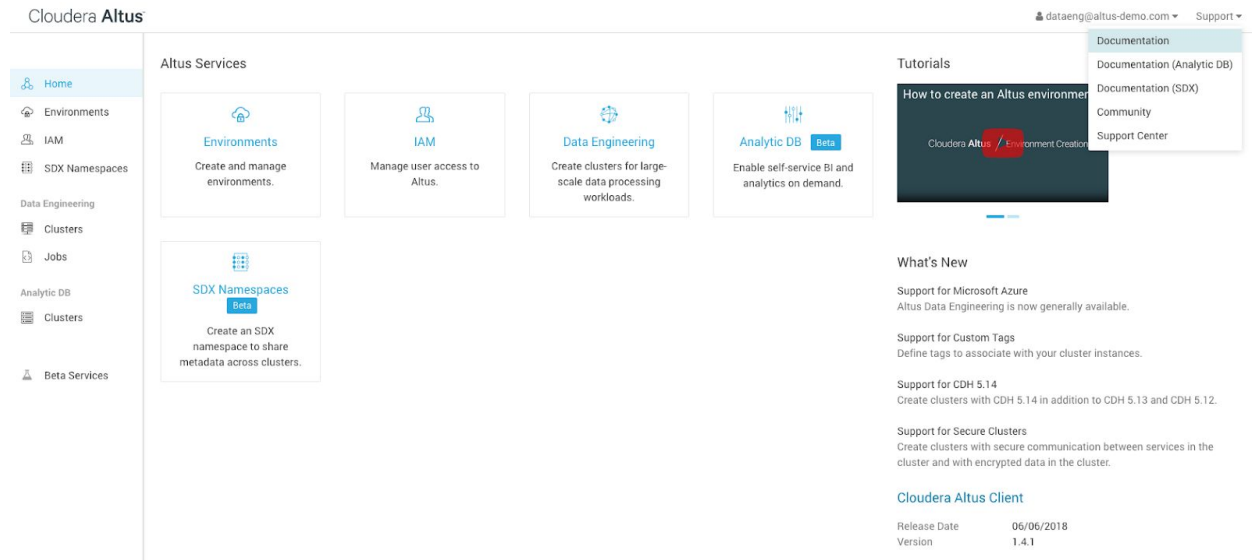 Cloudera Altus
dataeng@altus-demo.com
Support
Documentation
Documentation (Analytic DB)
Documentation (SDX)
Community
Support Center
Home
Environments
IAM
SDX Namespaces
Data Engineering
Clusters
Jobs
Analytic DB
Clusters
Beta Services
Altus Services
Environments
Create and manage
environments.
IAM
Manage user access to
Altus.
Data Engineering
Create clusters for large-
scale data processing
workloads.
Analytic DB Beta
Enable self-service BI and
analytics on demand.
SDX Namespaces
Beta
Create an SDX
namespace to share
metadata across clusters.
Tutorials
How to create an Altus environmen
Cloudera Altus / Environment Creation
What's New
Support for Microsoft Azure
Altus Data Engineering is now generally available.
Support for Custom Tags
Define tags to associate with your cluster instances.
Support for CDH 5.14
Create clusters with CDH 5.14 in addition to CDH 5.13 and CDH 5.12.
Support for Secure Clusters
Create clusters with secure communication between services in the
cluster and with encrypted data in the cluster.
Cloudera Altus Client
Release Date 06/06/2018
Version 1.4.1